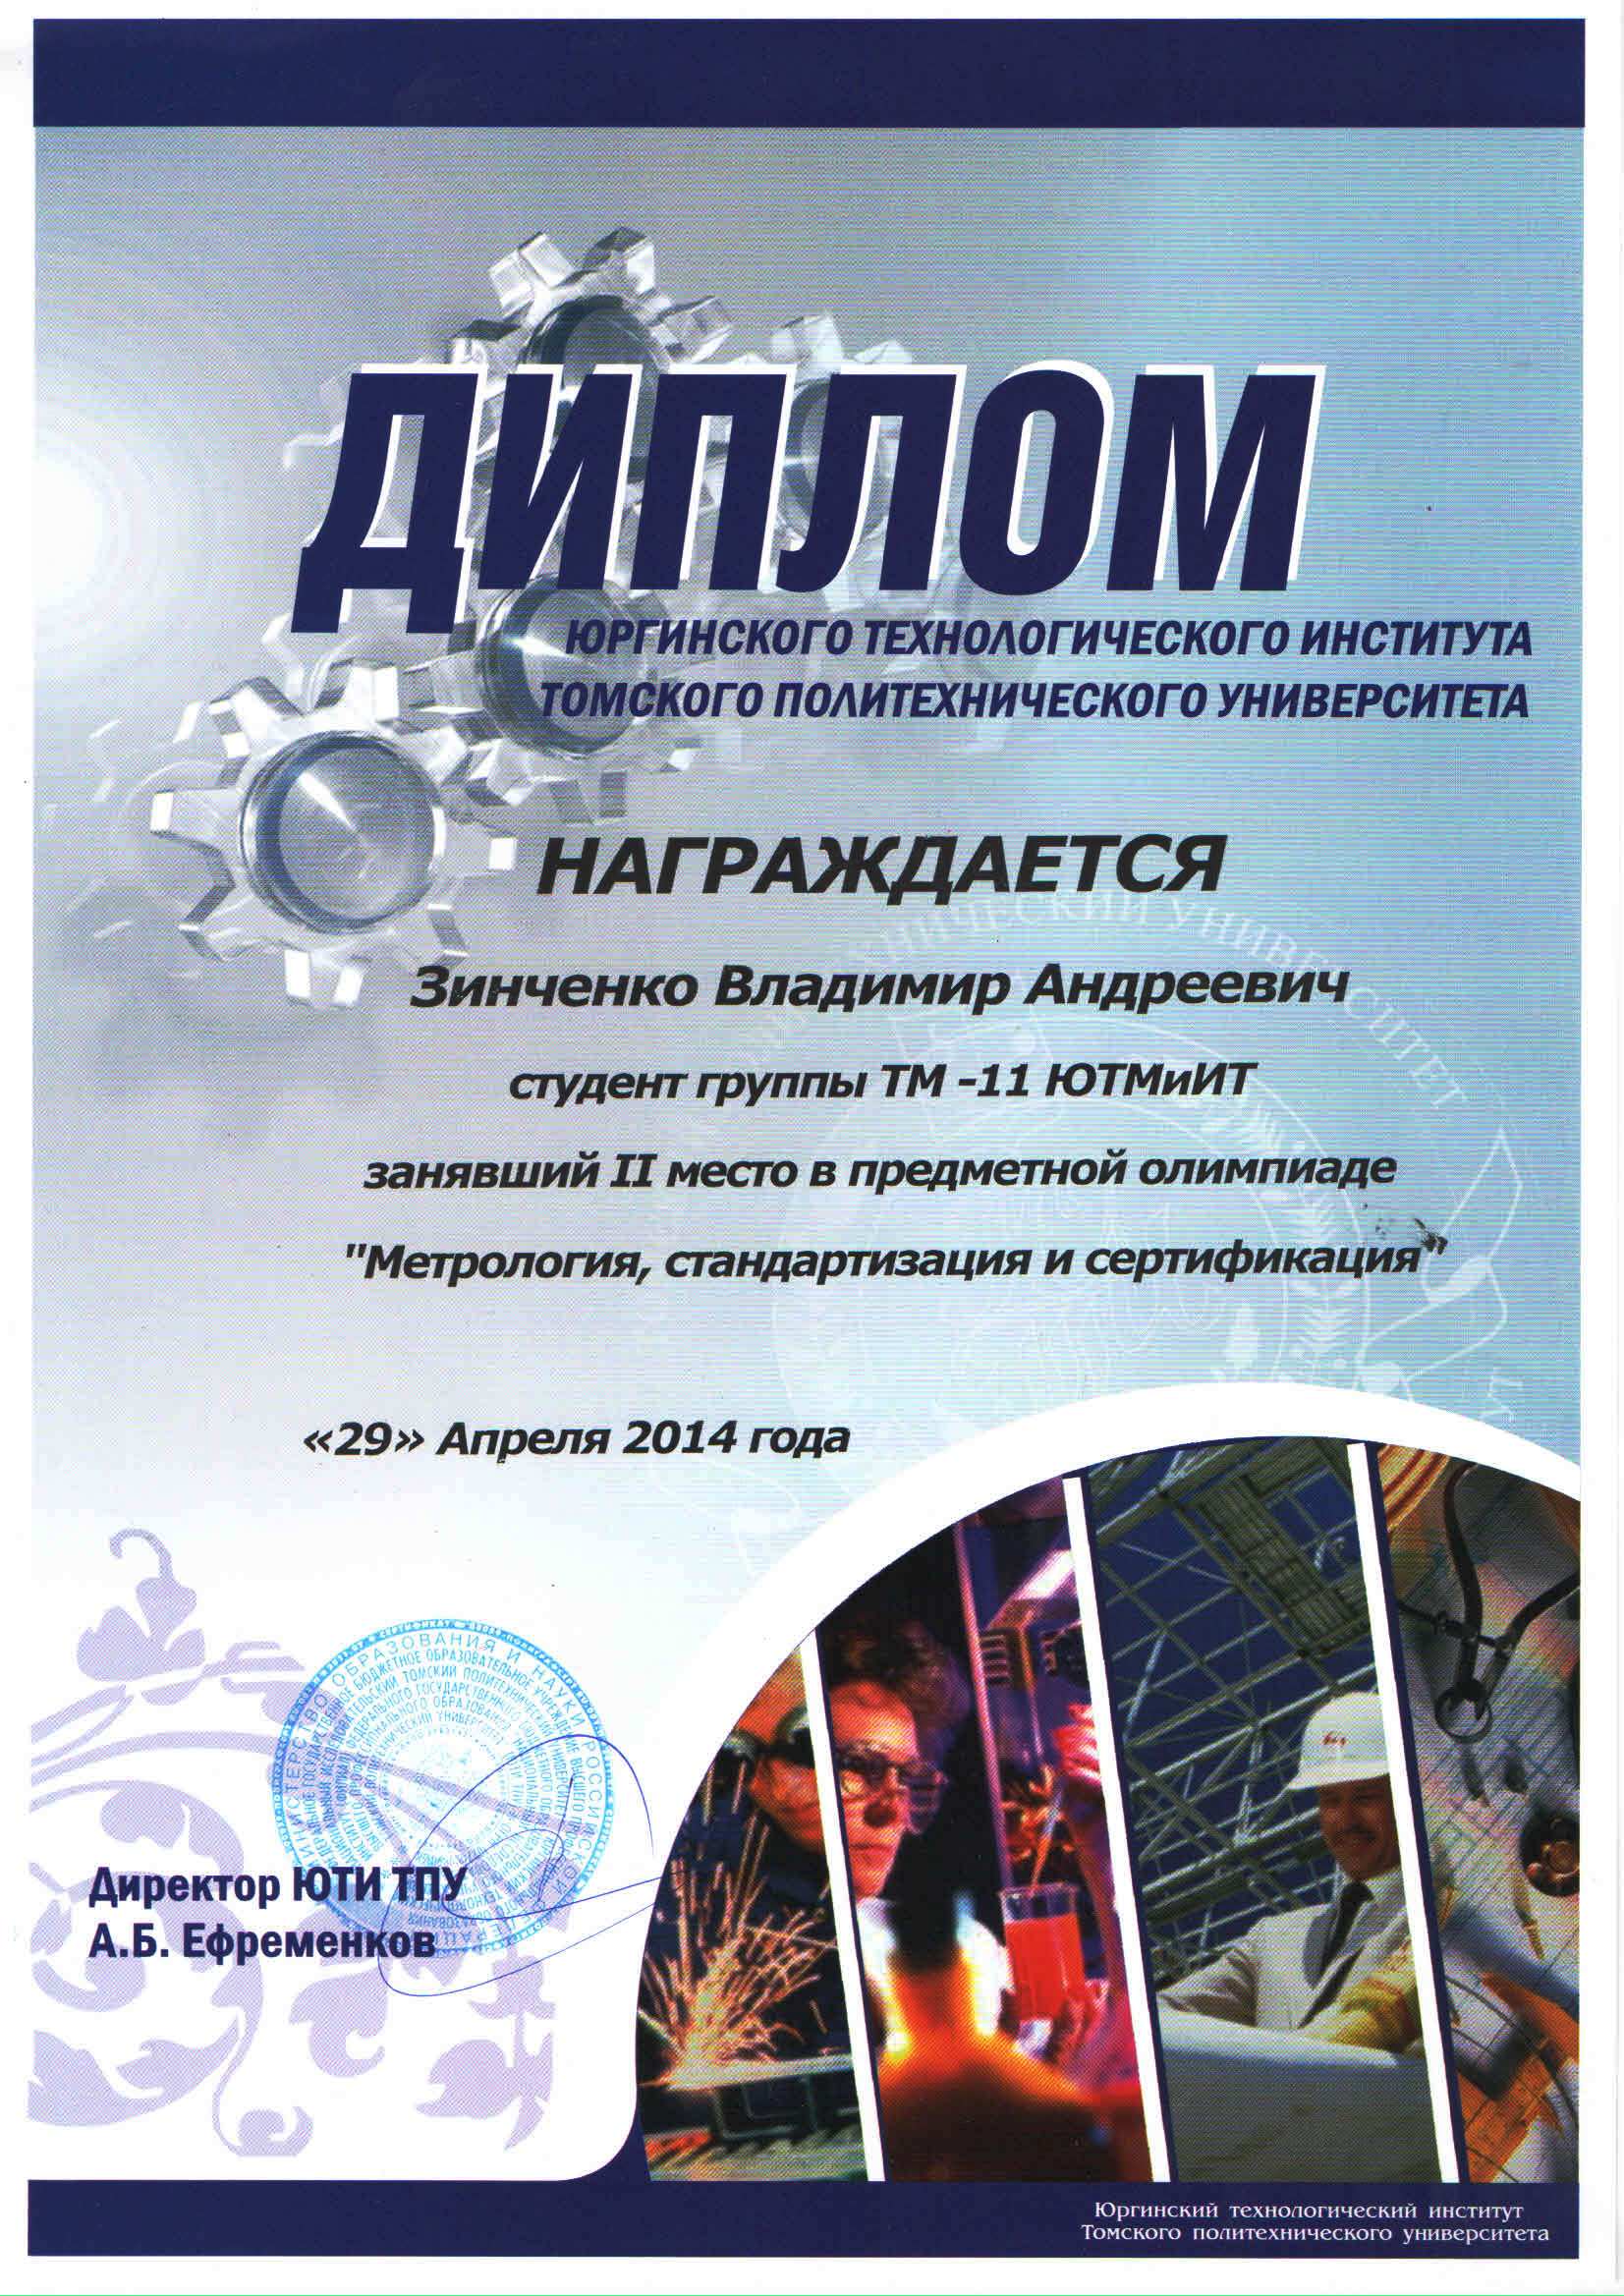 ДИПЛОМ
ЮРГИНСКОГО ТЕХНОЛОГИЧЕСКОГО ИНСТИТУТА
ТОМСКОГО ПОЛИТЕХНИЧЕСКОГО УНИВЕРСИТЕТА
НАГРАЖДАЕТСЯ
Зинченко Владимир Андреевич
студент группы ТМ -11 ЮТМиИТ
занявший II место в предметной олимпиаде
"Метрология, стандартизация и сертификация"
«29» Апреля 2014 года
Директор ЮТИ ТПУ
А.Б. Ефременков
Юргинский технологический институт
Томского политехнического университета